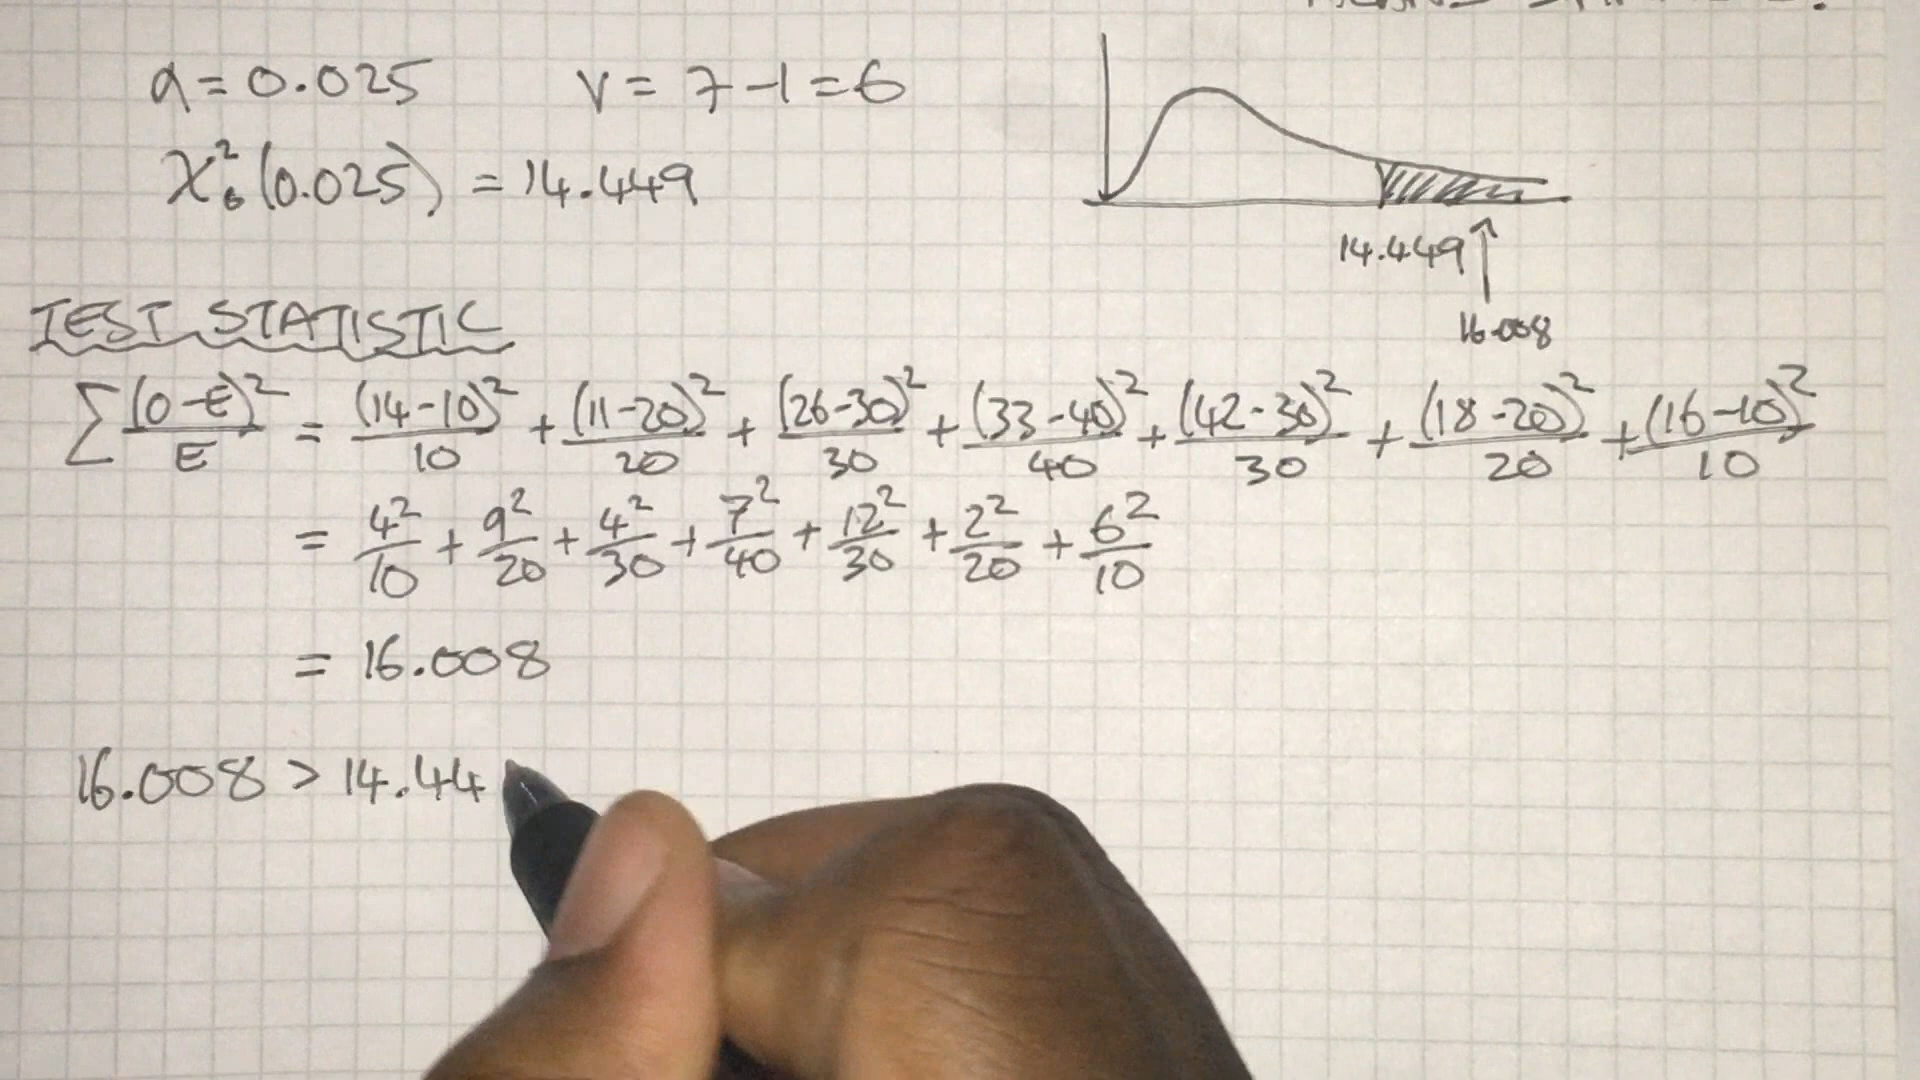 α = 0.025 ν = 7 - 1 = 6
χ²₆(0.025) = 14.449
14.449
16.008
TEST STATISTIC
∑ (O-E)²/E = (14-10)²/10 + (11-20)²/20 + (26-30)²/30 + (33-40)²/40 + (42-30)²/30 + (18-20)²/20 + (16-10)²/10
= 4²/10 + 9²/20 + 4²/30 + 7²/40 + 12²/30 + 2²/20 + 6²/10
= 16.008
16.008 > 14.44